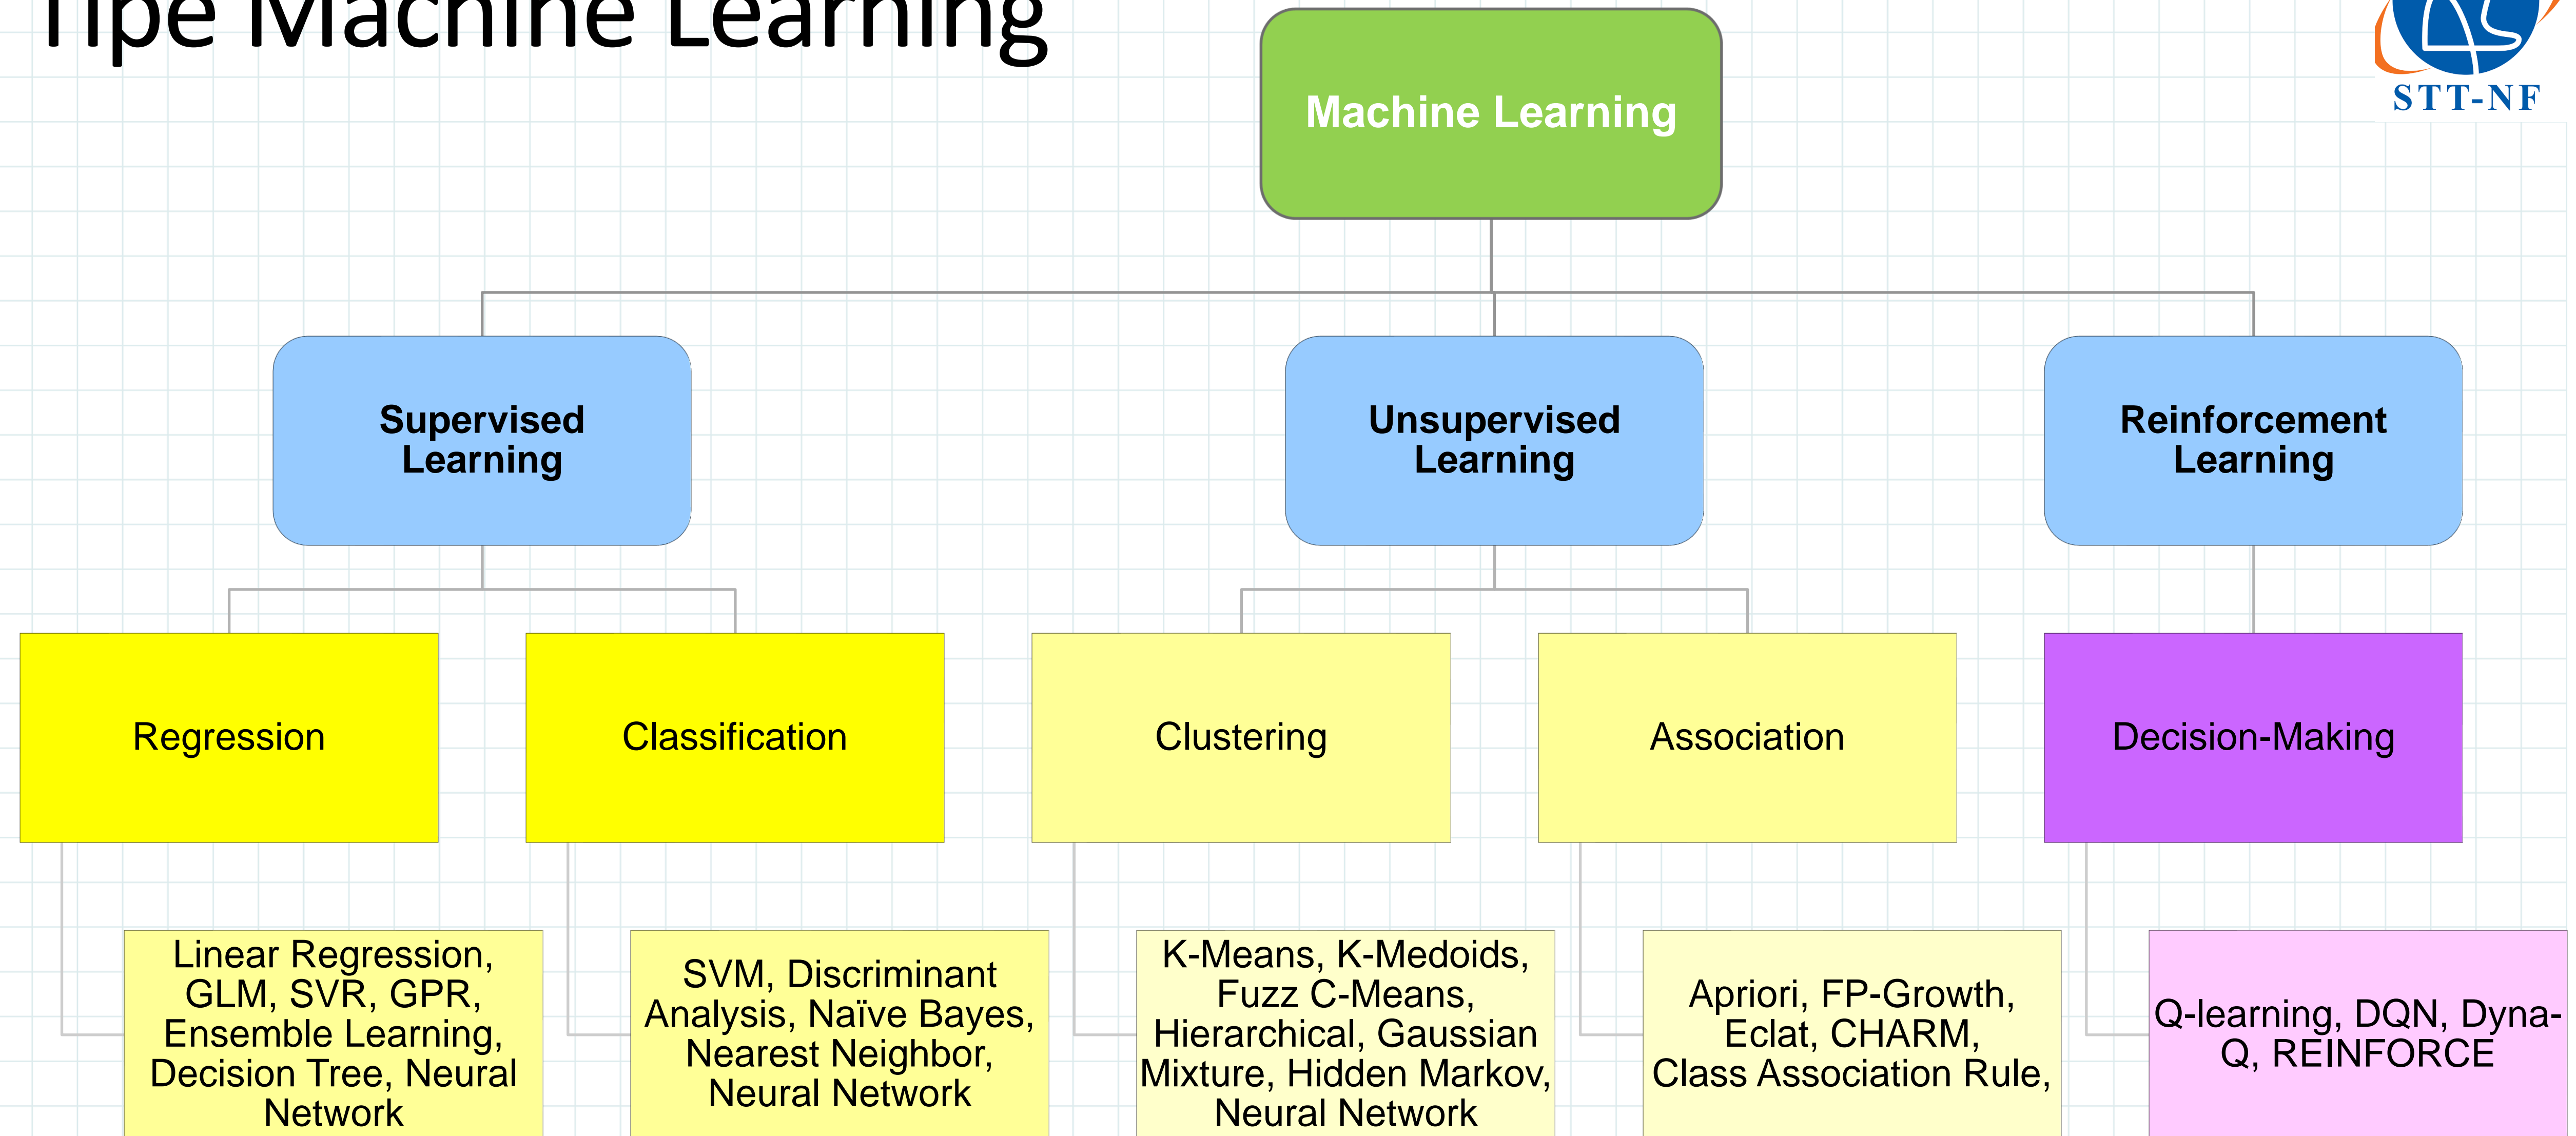 Tipe Machine Learning
STT-NF
Machine Learning
Supervised
Learning
Unsupervised
Learning
Reinforcement
Learning
Regression
Classification
Clustering
Association
Decision-Making
Linear Regression,
GLM, SVR, GPR,
Ensemble Learning,
Decision Tree, Neural
Network
SVM, Discriminant
Analysis, Naïve Bayes,
Nearest Neighbor,
Neural Network
K-Means, K-Medoids,
Fuzz C-Means,
Hierarchical, Gaussian
Mixture, Hidden Markov,
Neural Network
Apriori, FP-Growth,
Eclat, CHARM,
Class Association Rule,
Q-learning, DQN, Dyna-
Q, REINFORCE